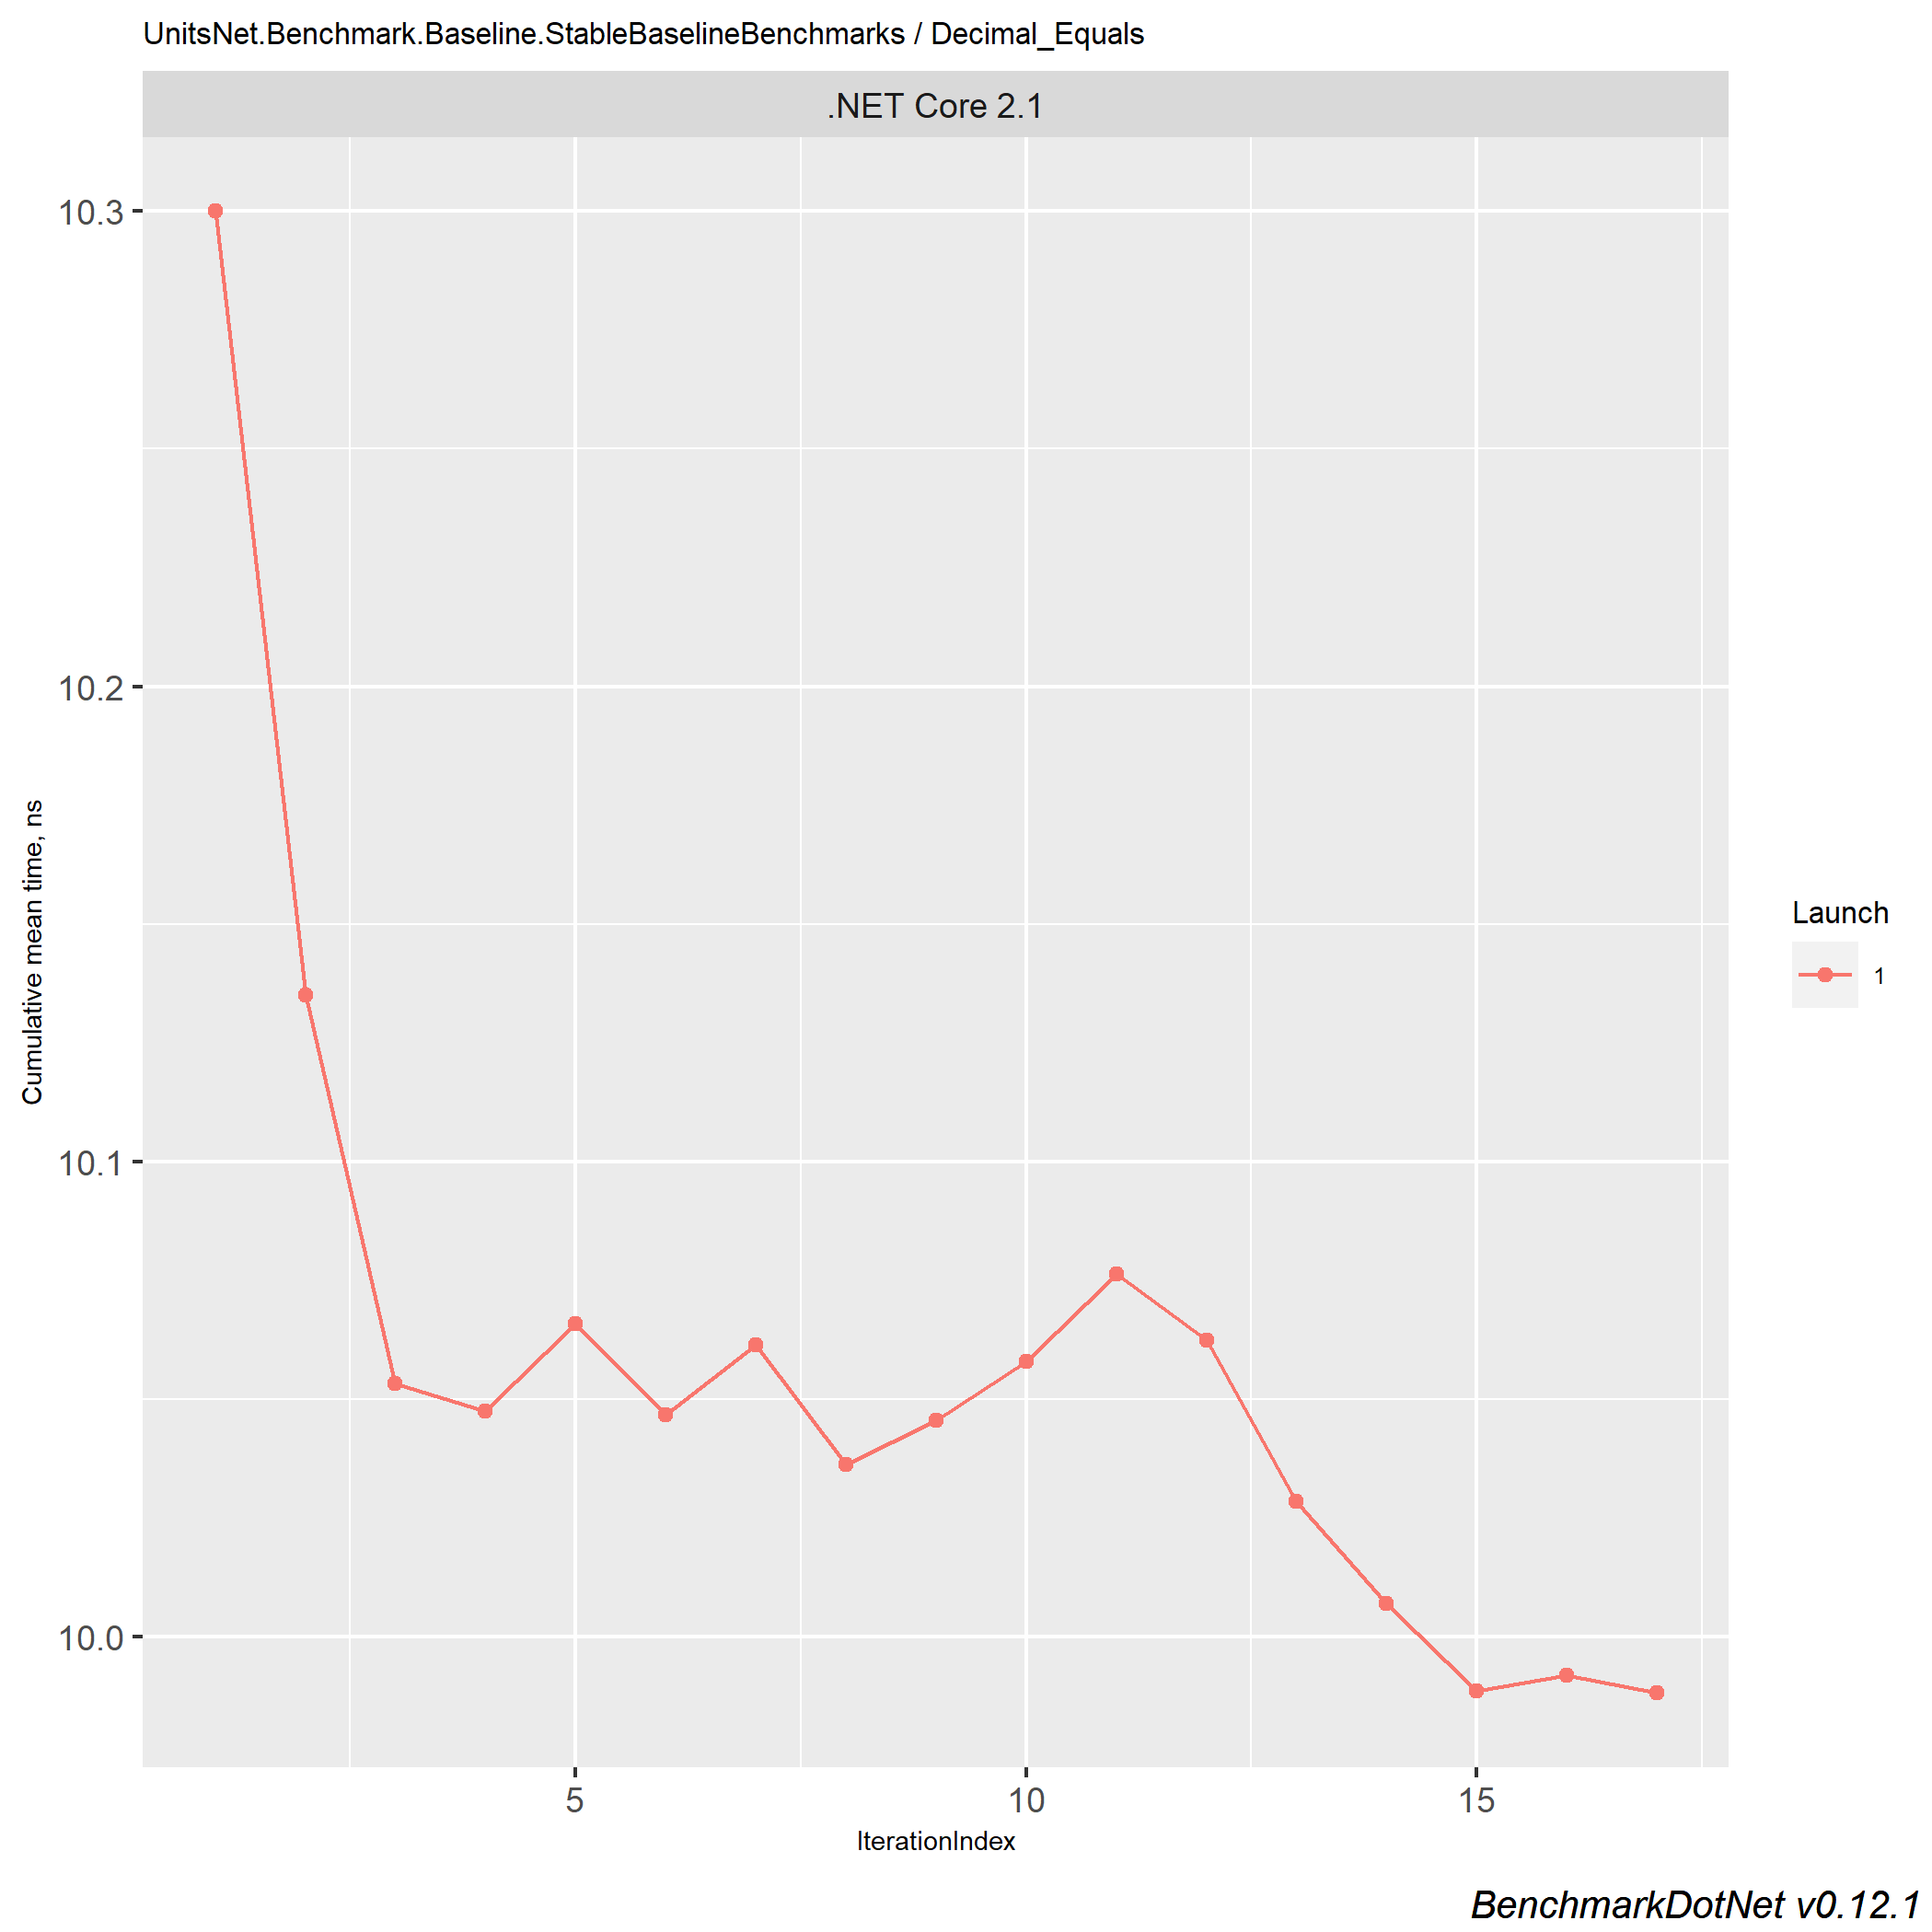 UnitsNet.Benchmark.Baseline.StableBaselineBenchmarks / Decimal_Equals
.NET Core 2.1
10.3
10.2
10.1
10.0
Cumulative mean time, ns
5 10 15
IterationIndex
Launch
1
BenchmarkDotNet v0.12.1